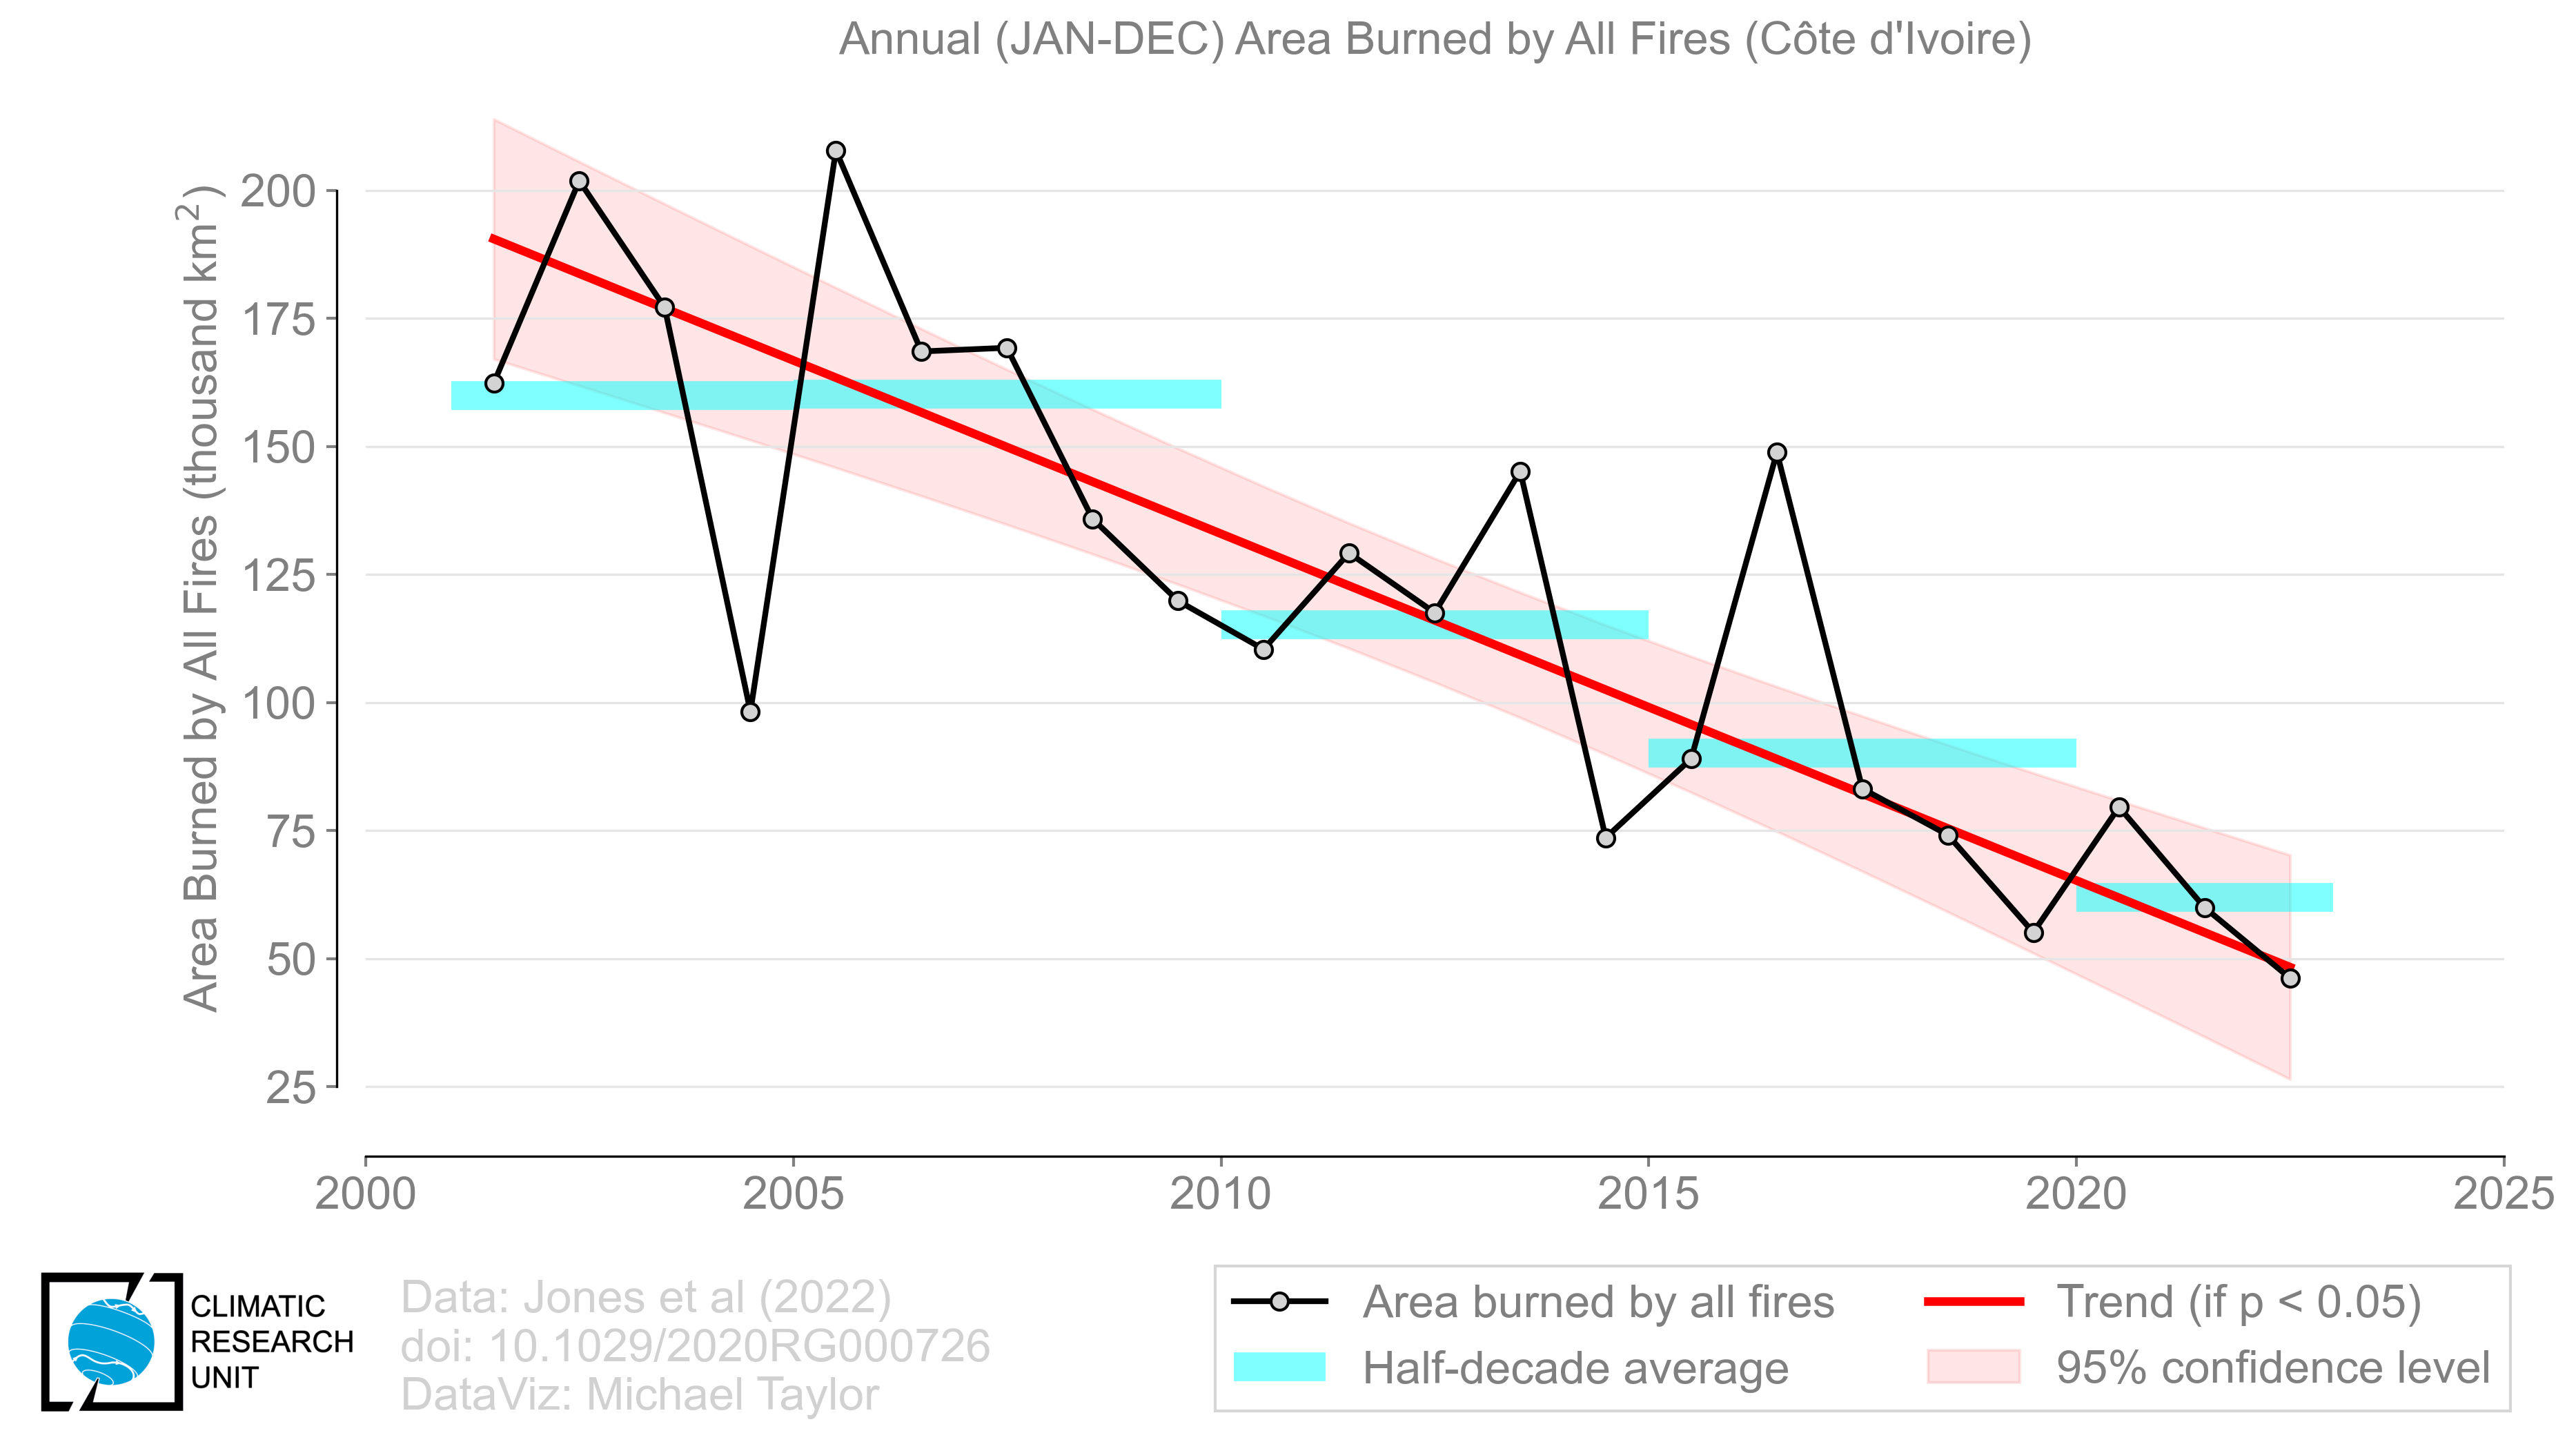 Annual (JAN-DEC) Area Burned by All Fires (Côte d'Ivoire)
Area Burned by All Fires (thousand km²)
200
175
150
125
100
75
50
25
2000 2005 2010 2015 2020 2025
CLIMATIC
RESEARCH
UNIT
Data: Jones et al (2022)
doi: 10.1029/2020RG000726
DataViz: Michael Taylor
Area burned by all fires
Half-decade average
Trend (if p < 0.05)
95% confidence level